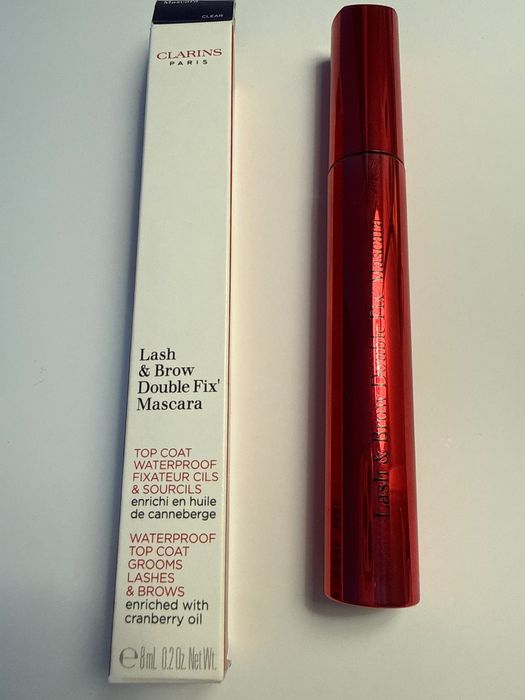 Mascara
CLEAR
CLARINS
PARIS
Lash
& Brow
Double Fix'
Mascara
TOP COAT
WATERPROOF
FIXATEUR CILS
& SOURCILS
enrichi en huile
de canneberge
WATERPROOF
TOP COAT
GROOMS
LASHES
& BROWS
enriched with
cranberry oil
℮8mL 0.2 Oz. Net Wt.
Lash & Brow Double Fix' Mascara